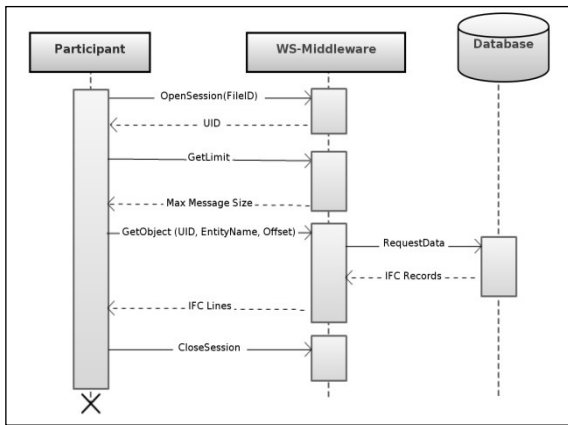 Participant
WS-Middleware
Database
OpenSession(FileID)
UID
GetLimit
Max Message Size
GetObject (UID, EntityName, Offset)
RequestData
IFC Records
IFC Lines
CloseSession